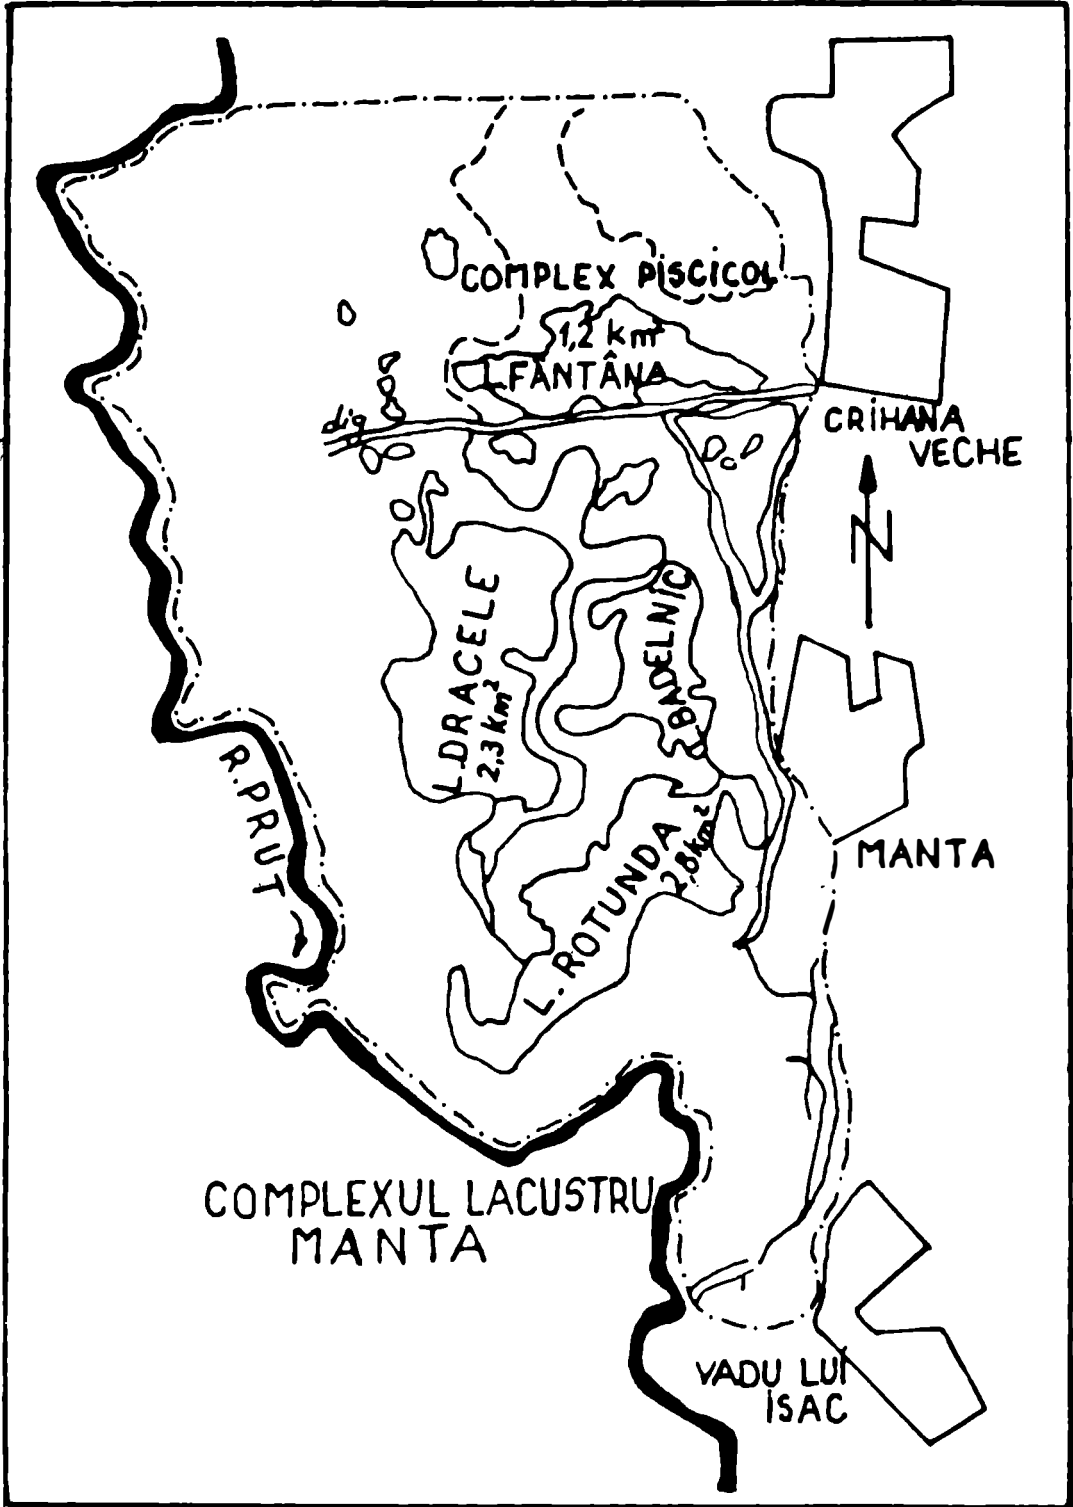 COMPLEX PISCICOL
1,2 km²
L.FÂNTÂNA
dig
CRIHANA
VECHE
N
L.DRACELE
2,3 km²
L.BADELNIC
R.PRUT
MANTA
L. ROTUNDA
2,8 km²
COMPLEXUL LACUSTRU
MANTA
VADU LUI
ISAC